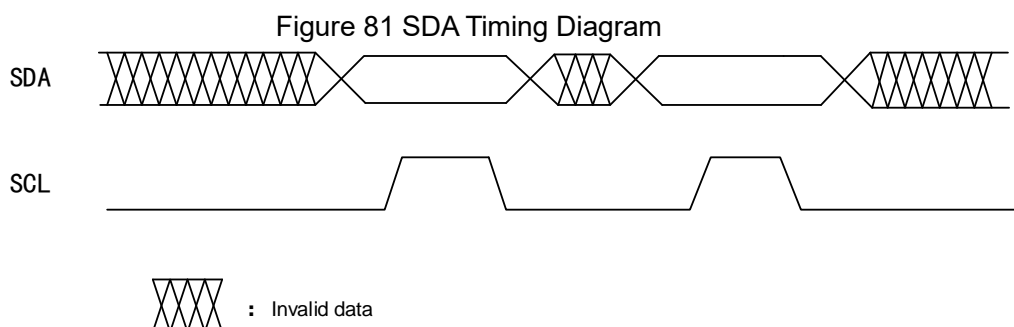 Figure 81 SDA Timing Diagram
SDA
SCL
: Invalid data